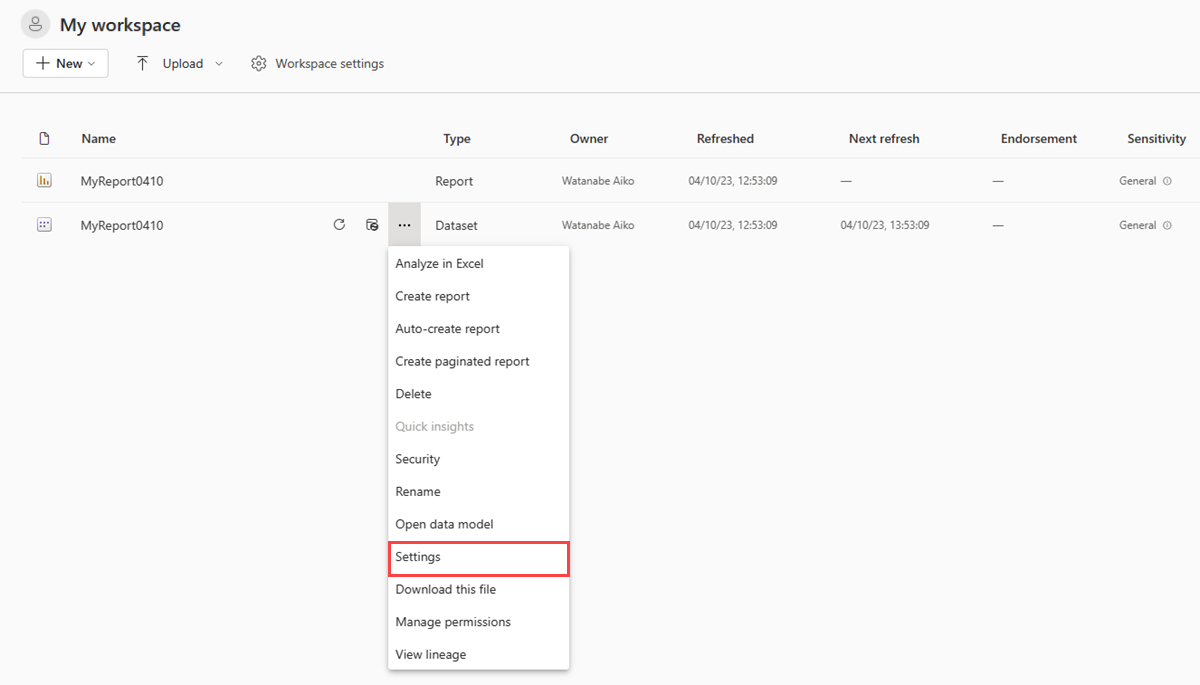 My workspace
New Upload Workspace settings
Name Type Owner Refreshed Next refresh Endorsement Sensitivity
MyReport0410 Report Watanabe Aiko 04/10/23, 12:53:09 — — General
MyReport0410 Dataset Watanabe Aiko 04/10/23, 12:53:09 04/10/23, 13:53:09 — General
Analyze in Excel
Create report
Auto-create report
Create paginated report
Delete
Quick insights
Security
Rename
Open data model
Settings
Download this file
Manage permissions
View lineage